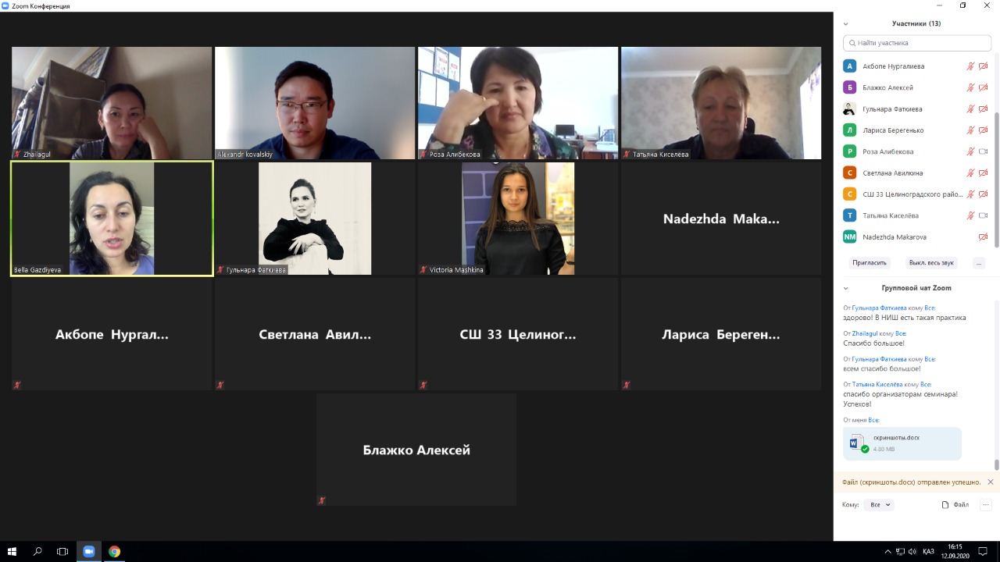 Zoom Конференция
Zhailagul
Alexandr kovalskiy
Роза Алибекова
Татьяна Киселёва
Bella Gazdiyeva
Гульнара Фаткиева
Victoria Mashkina
Nadezhda Maka...
Акбопе Нургал...
Светлана Авил...
СШ 33 Целиног...
Лариса Береген...
Блажко Алексей
Участники (13)
Найти участника
А Акбопе Нургалиева
Б Блажко Алексей
Гульнара Фаткиева
Л Лариса Берегенько
Р Роза Алибекова
С Светлана Авилкина
С СШ 33 Целиноградского райо...
Т Татьяна Киселёва
NM Nadezhda Makarova
Пригласить Выкл. весь звук ...
Групповой чат Zoom
От Гульнара Фаткиева кому Все:
здорово! В НИШ есть такая практика
От Zhailagul кому Все:
Спасибо большое!
От Гульнара Фаткиева кому Все:
всем спасибо большое!
От Татьяна Киселёва кому Все:
спасибо организаторам семинара!
Успехов!
От меня Все:
скриншоты.docx
4.80 MB
Файл (скриншоты.docx) отправлен успешно.
Кому: Все Файл ...
ҚАЗ
16:15
12.09.2020